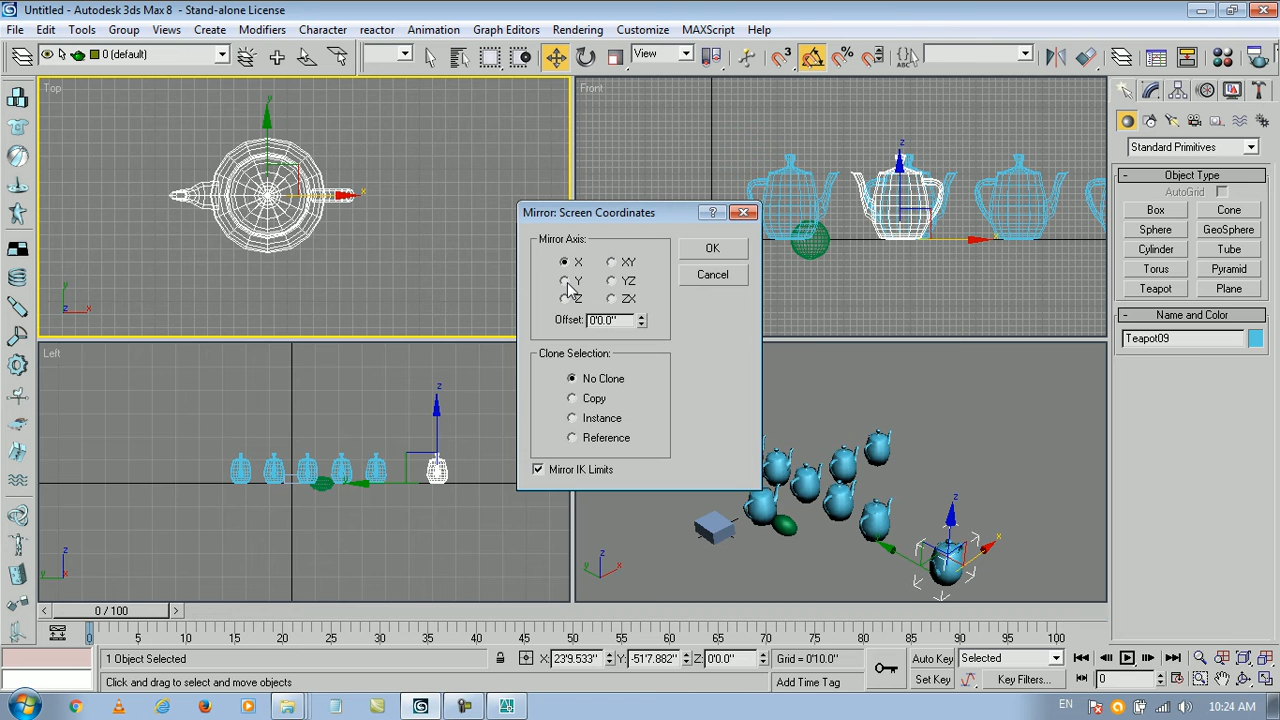 Untitled - Autodesk 3ds Max 8 - Stand-alone License
File Edit Tools Group Views Create Modifiers Character reactor Animation Graph Editors Rendering Customize MAXScript Help
0 (default) View
Top
y
x
y
z x
Front
z
x
Left
z
z
y x
z
x
z
y x
Mirror: Screen Coordinates
Mirror Axis:
X XY
Y YZ
Z ZX
Offset: 0'0.0"
OK
Cancel
Clone Selection:
No Clone
Copy
Instance
Reference
Mirror IK Limits
Standard Primitives
- Object Type
AutoGrid
Box Cone
Sphere GeoSphere
Cylinder Tube
Torus Pyramid
Teapot Plane
- Name and Color
Teapot09
< 0 / 100 >
0 5 10 15 20 25 30 35 40 45 50 55 60 65 70 75 80 85 90 95 100
1 Object Selected X: 23'9.533" Y: -51'7.882" Z: 0'0.0" Grid = 0'10.0" Auto Key Selected
Click and drag to select and move objects Add Time Tag Set Key Key Filters... 0
EN 10:24 AM